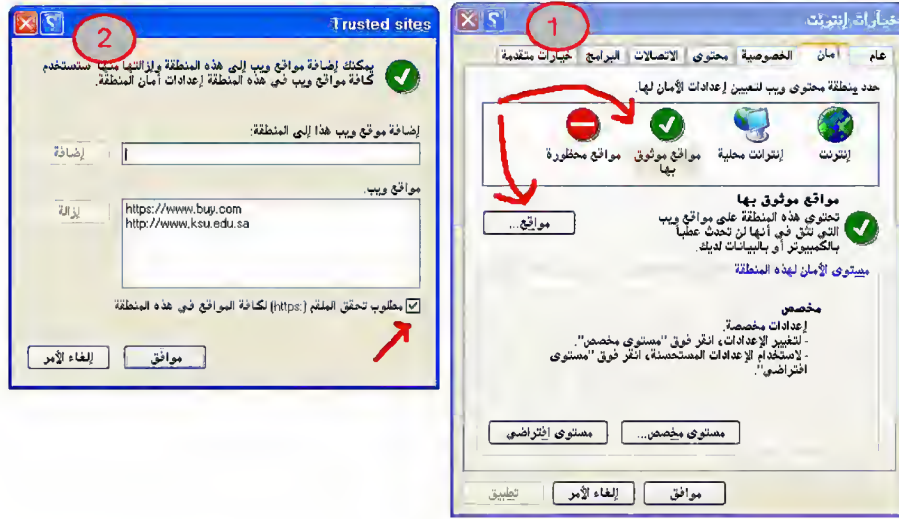 خيارات إنترنت
1
عام
أمان
الخصوصية
محتوى
الاتصالات
البرامج
خيارات متقدمة
حدد منطقة محتوى ويب لتعيين إعدادات الأمان لها.
إنترنت
إنترانت محلية
مواقع موثوق
بها
مواقع محظورة
مواقع موثوق بها
تحتوي هذه المنطقة على مواقع ويب
التي تثق في أنها لن تحدث عطباً
بالكمبيوتر أو بالبيانات لديك.
مواقع...
مستوى الأمان لهذه المنطقة
مخصص
إعدادات مخصصة.
- لتغيير الإعدادات، انقر فوق "مستوى مخصص".
- لاستخدام الإعدادات المستحسنة، انقر فوق "مستوى
افتراضي".
مستوى مخصص...
مستوى افتراضي
موافق
إلغاء الأمر
تطبيق
Trusted sites
2
يمكنك إضافة مواقع ويب إلى هذه المنطقة وإزالتها منها. ستستخدم
كافة مواقع ويب في هذه المنطقة إعدادات أمان المنطقة.
إضافة موقع ويب هذا إلى المنطقة:
إضافة
مواقع ويب:
https://www.buy.com
http://www.ksu.edu.sa
إزالة
مطلوب تحقق الملقم (https:) لكافة المواقع في هذه المنطقة
موافق
إلغاء الأمر